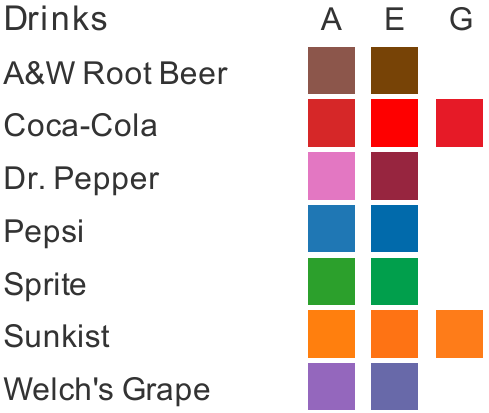 Drinks A E G
A&W Root Beer
Coca-Cola
Dr. Pepper
Pepsi
Sprite
Sunkist
Welch's Grape